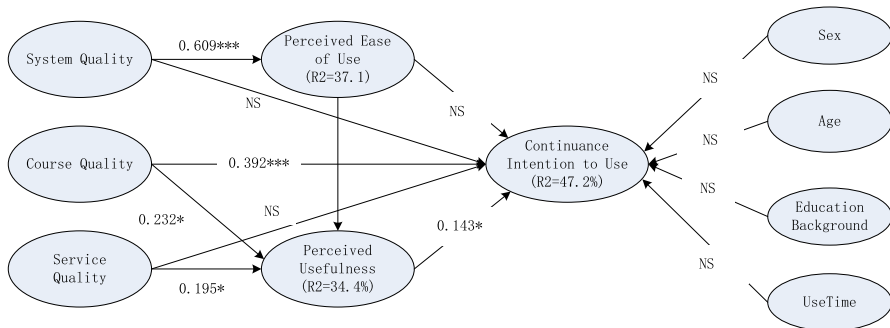 System Quality
0.609***
Perceived Ease
of Use
(R2=37.1)
NS
NS
Course Quality
0.392***
Continuance
Intention to Use
(R2=47.2%)
0.232*
NS
0.143*
Service
Quality
0.195*
Perceived
Usefulness
(R2=34.4%)
Sex
NS
Age
NS
Education
Background
NS
UseTime
NS